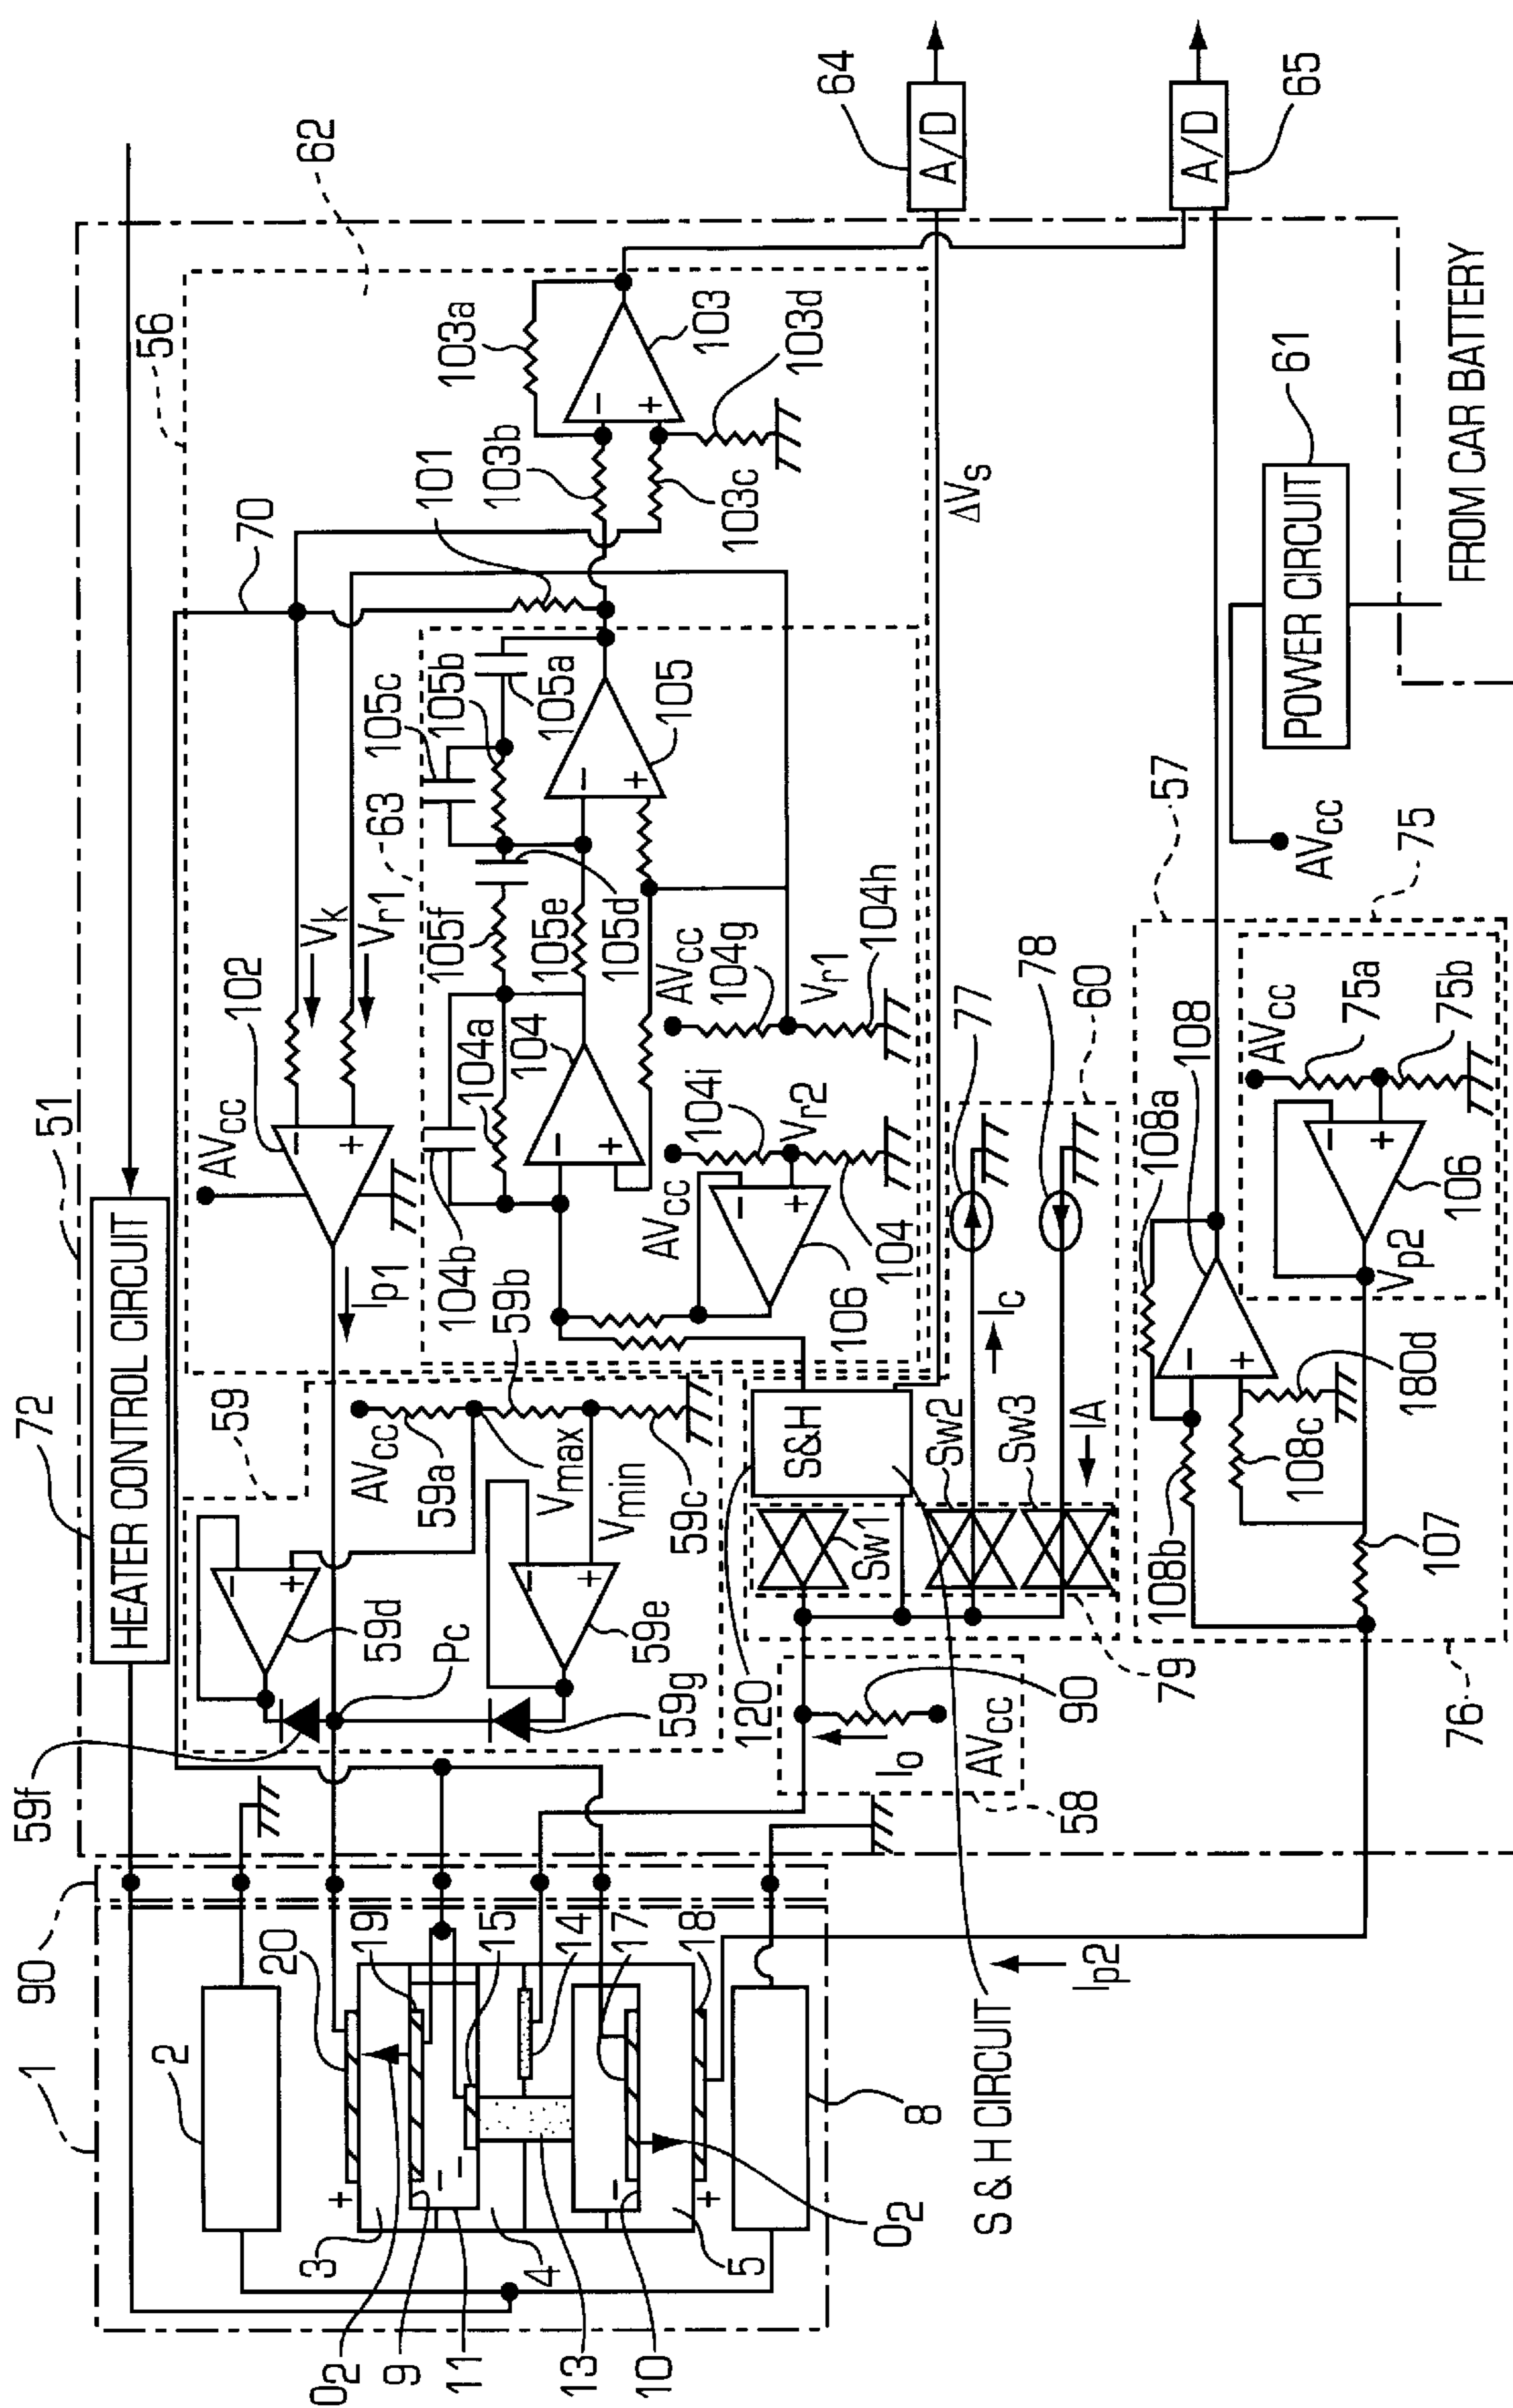 1
90
2
20
19
15
14
17
18
8
3
9
11
4
13
10
5
O2
O2
+
+
−
−
−
−
S & H CIRCUIT
Ip2
59f
72
HEATER CONTROL CIRCUIT
51
59
59d
Pc
59e
59g
AVcc
59a
Vmax
Vmin
59b
59c
−
+
−
+
58
Io
AVcc
90
120
S&H
Sw1
Sw2
Sw3
79
Ic
IA
77
78
60
56
62
70
102
AVcc
−
+
Ip1
Vk
Vr1
63
104b
104a
104
−
+
105f
105e
105d
105c
105b
105a
105
−
+
AVcc
104g
Vr1
104h
AVcc
104i
Vr2
104
106
−
+
101
103b
103a
103c
103
103d
−
+
ΔVs
64
A/D
65
A/D
57
76
107
108b
108c
180d
108a
108
−
+
75
AVcc
75a
75b
106
−
+
Vp2
AVcc
POWER CIRCUIT
61
FROM CAR BATTERY